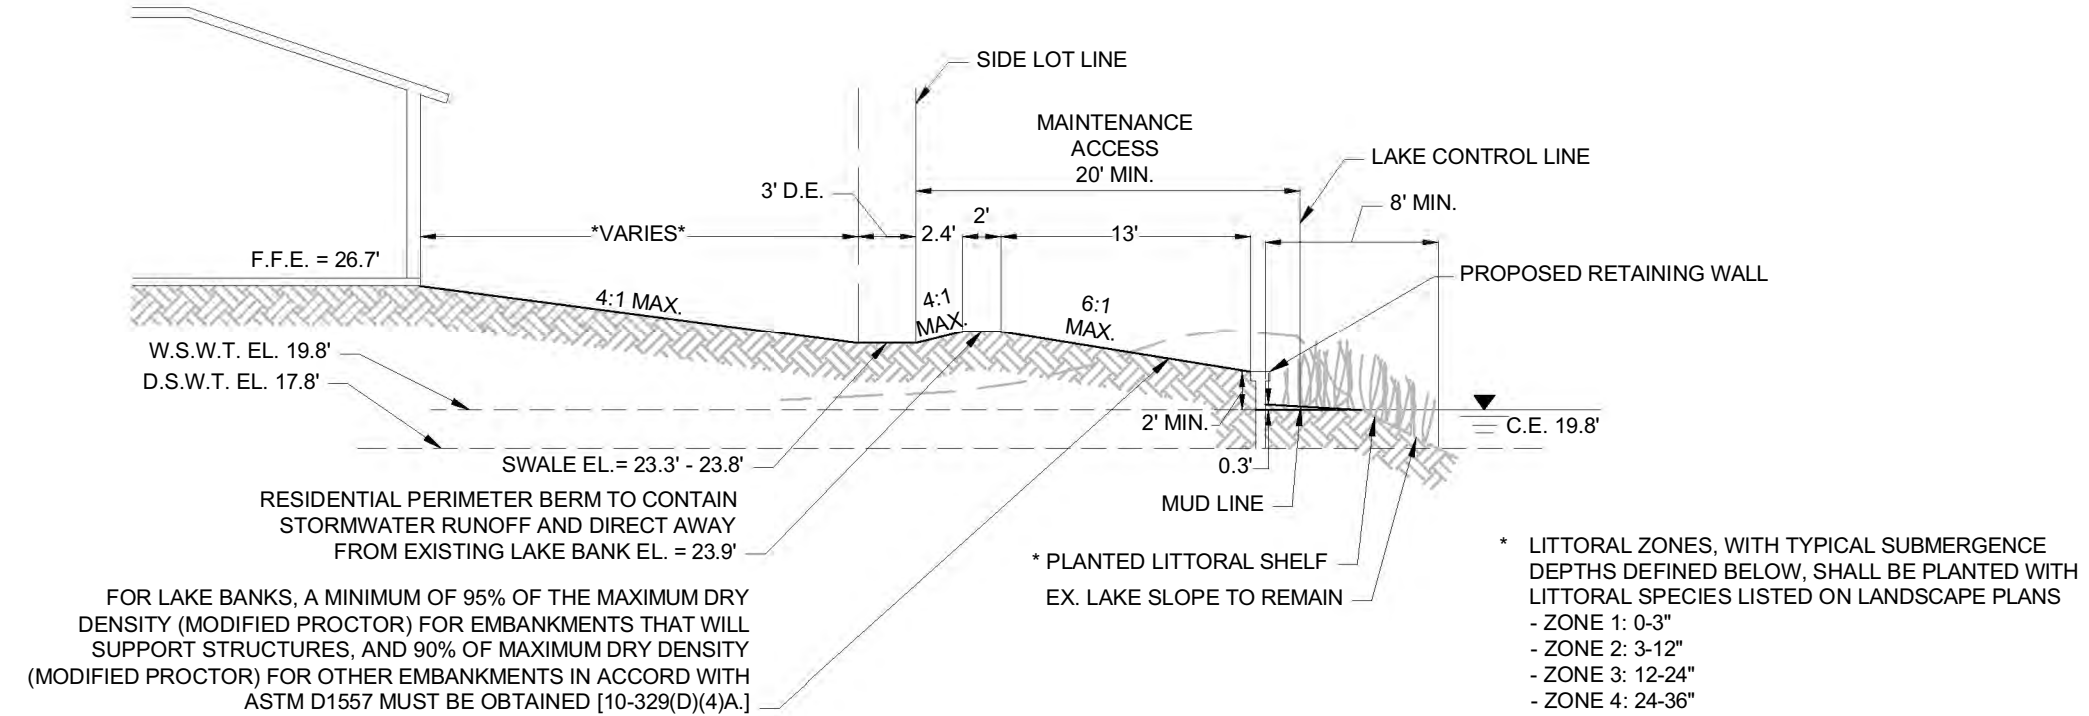 SIDE LOT LINE
MAINTENANCE
ACCESS
20' MIN.
LAKE CONTROL LINE
3' D.E.
8' MIN.
2'
*VARIES*
2.4'
13'
F.F.E. = 26.7'
PROPOSED RETAINING WALL
4:1 MAX.
4:1
MAX.
6:1
MAX.
W.S.W.T. EL. 19.8'
D.S.W.T. EL. 17.8'
2' MIN.
C.E. 19.8'
SWALE EL.= 23.3' - 23.8'
0.3'
RESIDENTIAL PERIMETER BERM TO CONTAIN
STORMWATER RUNOFF AND DIRECT AWAY
FROM EXISTING LAKE BANK EL. = 23.9'
MUD LINE
* PLANTED LITTORAL SHELF
EX. LAKE SLOPE TO REMAIN
FOR LAKE BANKS, A MINIMUM OF 95% OF THE MAXIMUM DRY
DENSITY (MODIFIED PROCTOR) FOR EMBANKMENTS THAT WILL
SUPPORT STRUCTURES, AND 90% OF MAXIMUM DRY DENSITY
(MODIFIED PROCTOR) FOR OTHER EMBANKMENTS IN ACCORD WITH
ASTM D1557 MUST BE OBTAINED [10-329(D)(4)A.]
* LITTORAL ZONES, WITH TYPICAL SUBMERGENCE
DEPTHS DEFINED BELOW, SHALL BE PLANTED WITH
LITTORAL SPECIES LISTED ON LANDSCAPE PLANS
- ZONE 1: 0-3"
- ZONE 2: 3-12"
- ZONE 3: 12-24"
- ZONE 4: 24-36"